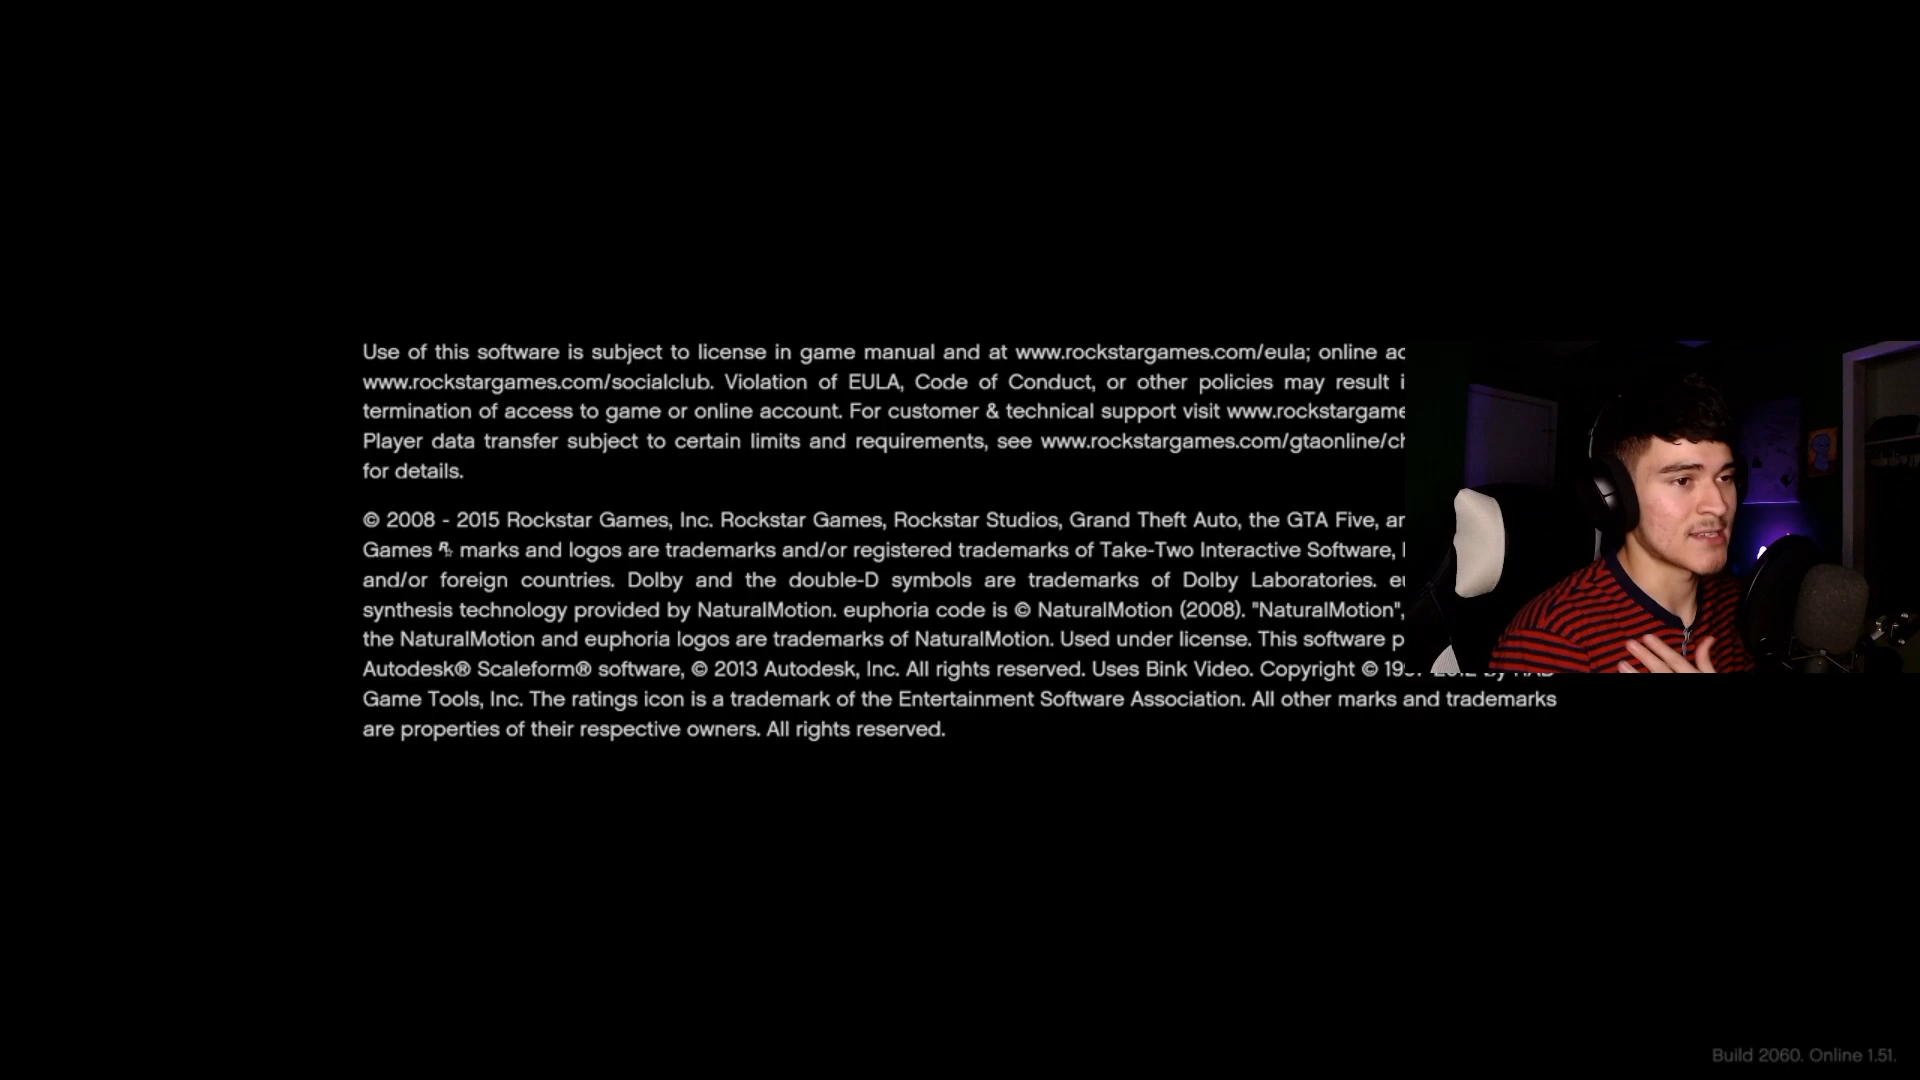 Use of this software is subject to license in game manual and at www.rockstargames.com/eula; online
www.rockstargames.com/socialclub. Violation of EULA, Code of Conduct, or other policies may result
termination of access to game or online account. For customer & technical support visit
Player data transfer subject to certain limits and requirements, see
for details.
© 2008 - 2015 Rockstar Games, Inc. Rockstar Games, Rockstar Studios, Grand Theft Auto, the GTA Five,
Games marks and logos are trademarks and/or registered trademarks of Take-Two Interactive Software,
and/or foreign countries. Dolby and the double-D symbols are trademarks of Dolby Laboratories.
synthesis technology provided by NaturalMotion. euphoria code is © NaturalMotion (2008). "NaturalMotion",
the NaturalMotion and euphoria logos are trademarks of NaturalMotion. Used under license. This software
Autodesk® Scaleform® software, © 2013 Autodesk, Inc. All rights reserved. Uses Bink Video. Copyright ©
Game Tools, Inc. The ratings icon is a trademark of the Entertainment Software Association. All other marks and trademarks
are properties of their respective owners. All rights reserved.
Build 2060. Online 1.51.